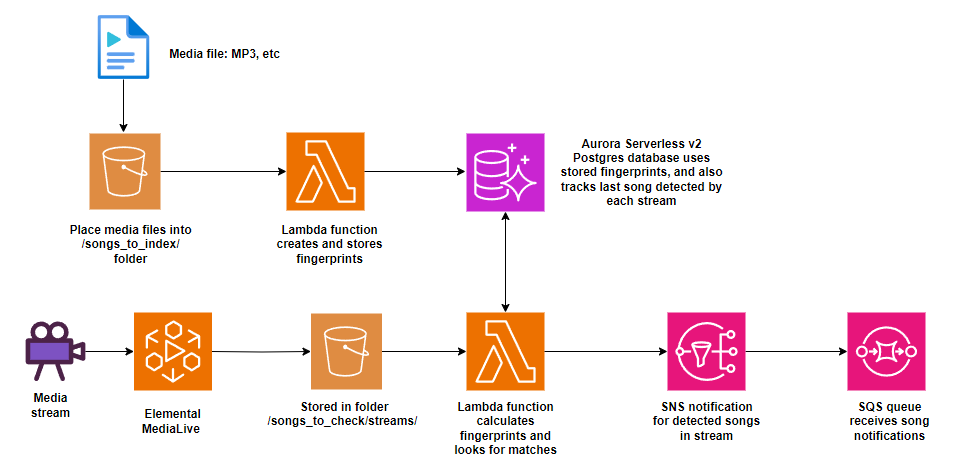 Media file: MP3, etc
Aurora Serverless v2
Postgres database uses
stored fingerprints, and also
tracks last song detected by
each stream
Place media files into
/songs_to_index/
folder
Lambda function
creates and stores
fingerprints
Media
stream
Elemental
MediaLive
Stored in folder
/songs_to_check/streams/
Lambda function
calculates
fingerprints and
looks for matches
SNS notification
for detected songs
in stream
SQS queue
receives song
notifications